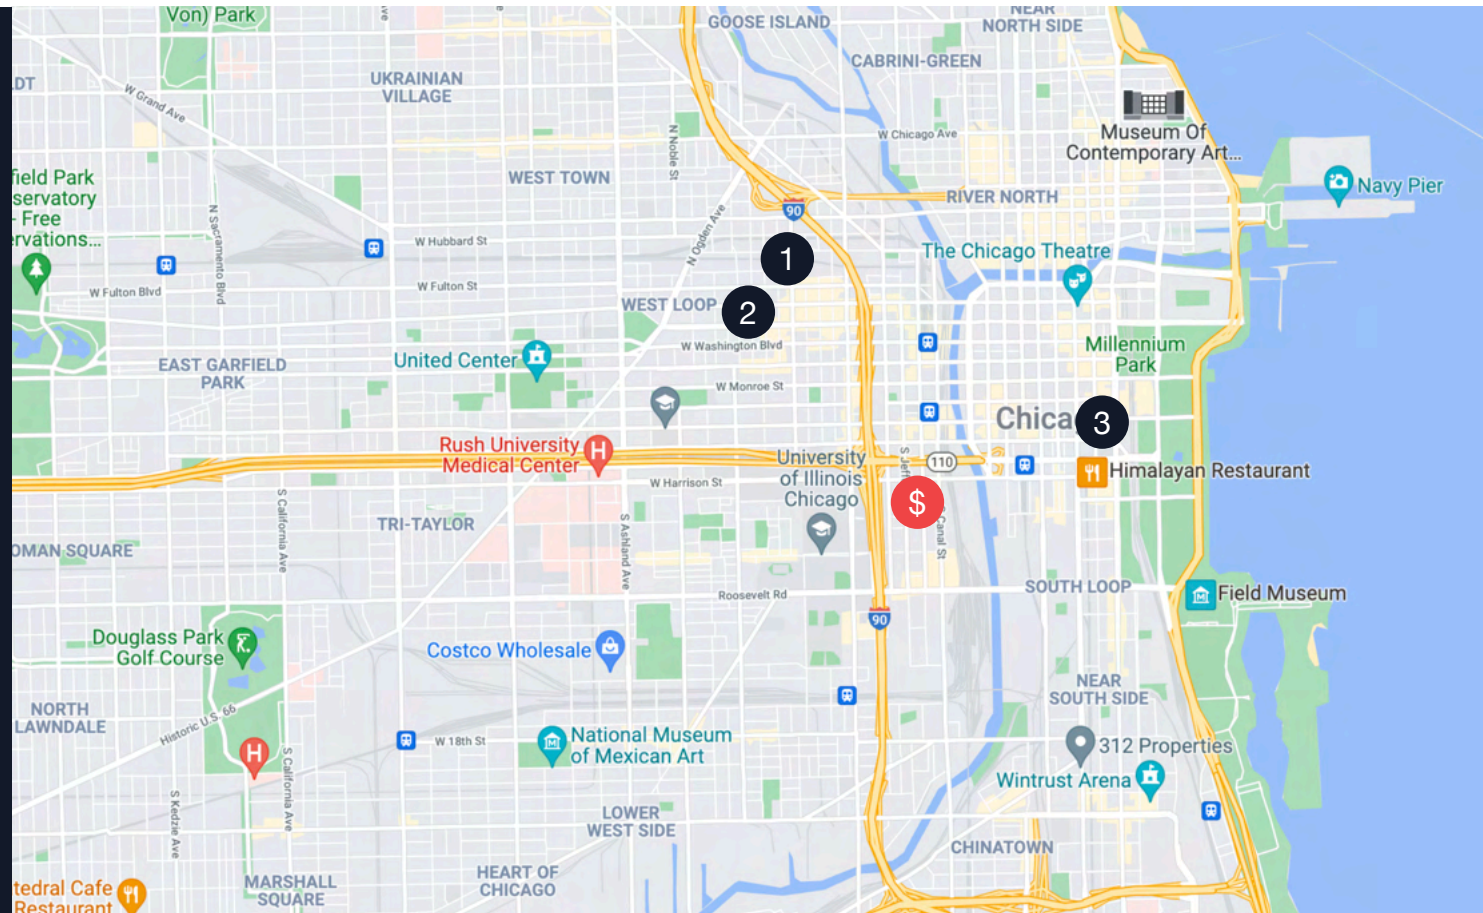 Von) Park
GOOSE ISLAND
NEAR
NORTH SIDE
CABRINI-GREEN
UKRAINIAN
VILLAGE
W Grand Ave
N Noble St
W Chicago Ave
Museum Of
Contemporary Art...
WEST TOWN
RIVER NORTH
Navy Pier
field Park
servatory
- Free
ervations...
N Sacramento Blvd
90
N Ogden Ave
W Hubbard St
1
The Chicago Theatre
W Fulton Blvd
W Fulton St
WEST LOOP
2
W Washington Blvd
Millennium
Park
EAST GARFIELD
PARK
United Center
W Monroe St
Chica
3
Rush University
Medical Center
H
University
of Illinois
Chicago
S Jeff
110
Himalayan Restaurant
W Harrison St
S California Ave
TRI-TAYLOR
S Ashland Ave
$
Canal St
OMAN SQUARE
Roosevelt Rd
SOUTH LOOP
Field Museum
90
Douglass Park
Golf Course
Costco Wholesale
NEAR
SOUTH SIDE
NORTH
LAWNDALE
Historic U.S. 66
H
S California Ave
W 18th St
National Museum
of Mexican Art
312 Properties
Wintrust Arena
S Kedzie Ave
LOWER
WEST SIDE
CHINATOWN
HEART OF
CHICAGO
MARSHALL
SQUARE
tedral Cafe
Restaurant